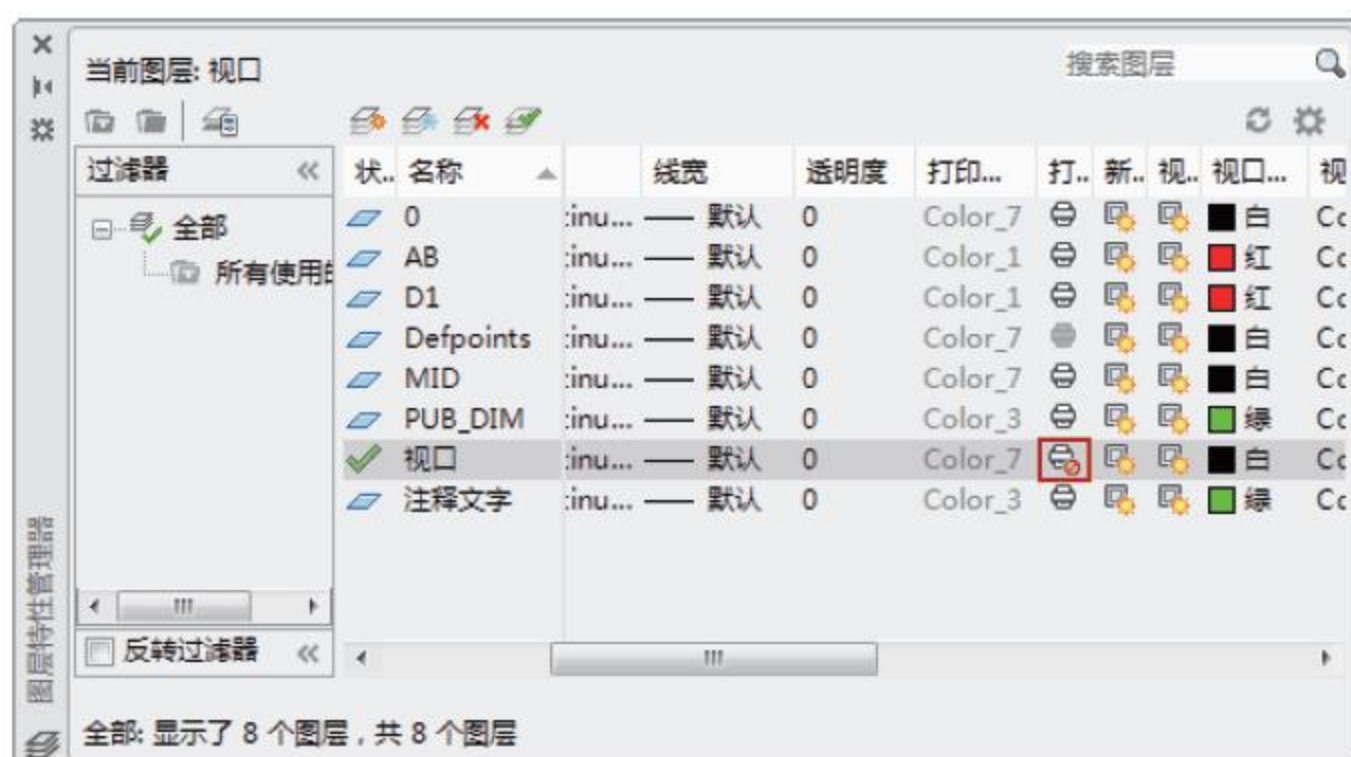 当前图层: 视口
搜索图层
过滤器
状.. 名称 线宽 透明度 打印... 打.. 新.. 视.. 视口... 视
全部
所有使用
0 :inu... 默认 0 Color_7 白 Cc
AB :inu... 默认 0 Color_1 红 Cc
D1 :inu... 默认 0 Color_1 红 Cc
Defpoints :inu... 默认 0 Color_7 白 Cc
MID :inu... 默认 0 Color_7 白 Cc
PUB_DIM :inu... 默认 0 Color_3 绿 Cc
视口 :inu... 默认 0 Color_7 白 Cc
注释文字 :inu... 默认 0 Color_3 绿 Cc
反转过滤器
图层特性管理器
全部: 显示了 8 个图层 , 共 8 个图层